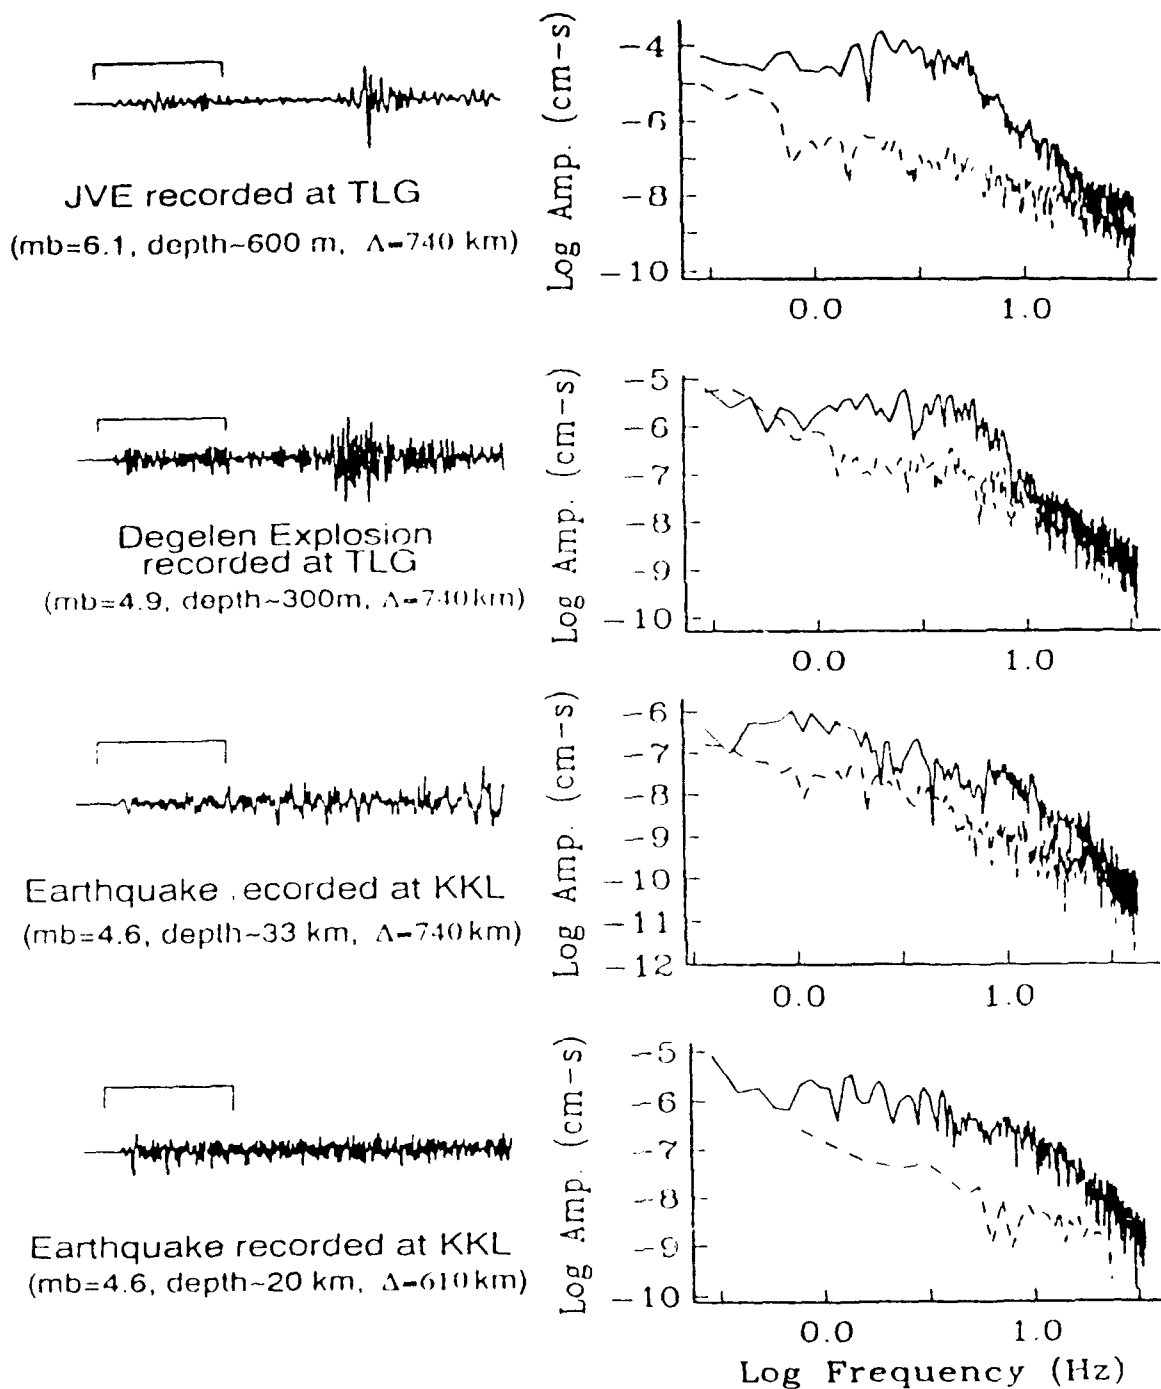 -4
-6
-8
-10
Log Amp. (cm-s)
0.0 1.0
JVE recorded at TLG
(mb=6.1, depth~600 m, Δ=740 km)
-5
-6
-7
-8
-9
-10
Log Amp. (cm-s)
0.0 1.0
Degelen Explosion
recorded at TLG
(mb=4.9, depth~300m, Δ=740km)
-6
-7
-8
-9
-10
-11
-12
Log Amp. (cm-s)
0.0 1.0
Earthquake .ecorded at KKL
(mb=4.6, depth~33 km, Δ=740km)
-5
-6
-7
-8
-9
-10
Log Amp. (cm-s)
0.0 1.0
Earthquake recorded at KKL
(mb=4.6, depth~20 km, Δ=610km)
Log Frequency (Hz)